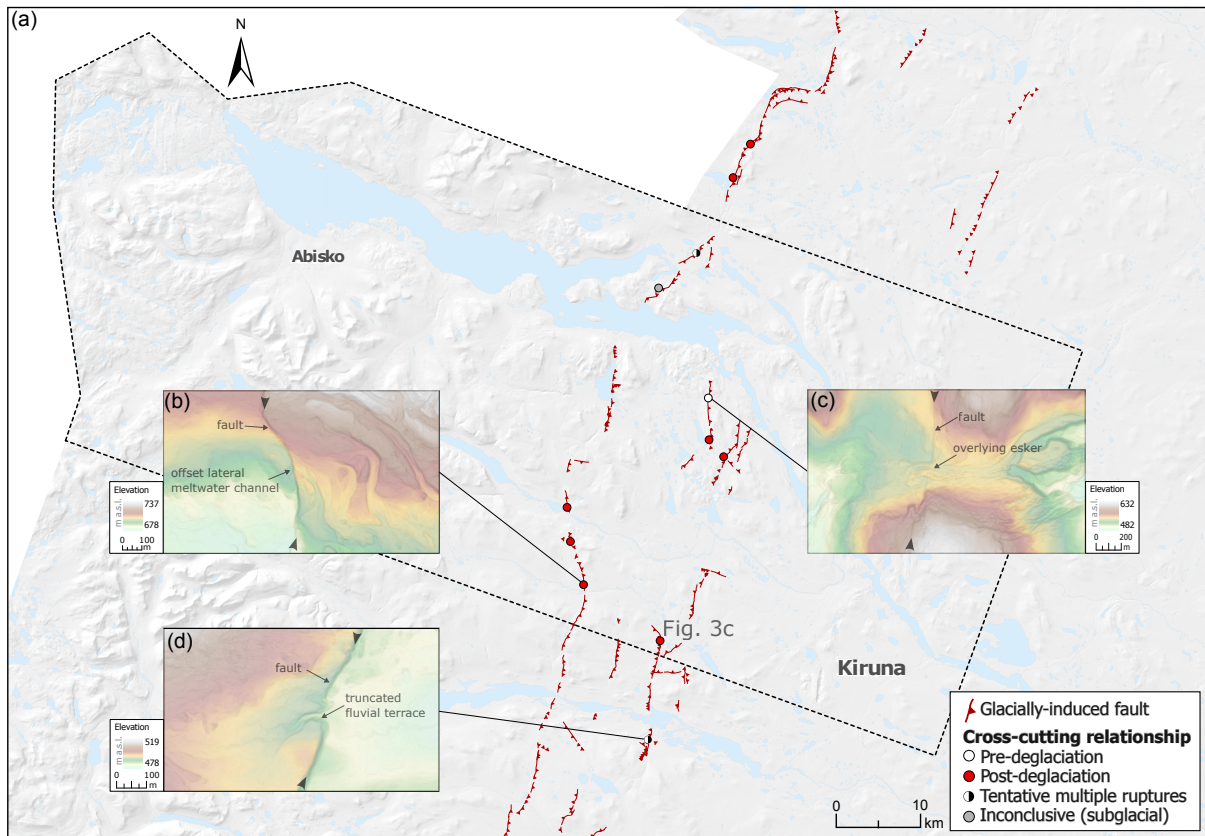 (a)
N
Abisko
(b)
fault
offset lateral
meltwater channel
Elevation
m a.s.l.
737
678
0 100
m
(c)
fault
overlying esker
Elevation
m a.s.l.
632
482
0 200
m
Fig. 3c
Kiruna
(d)
fault
truncated
fluvial terrace
Elevation
m a.s.l.
519
478
0 100
m
0 10
km
Glacially-induced fault
Cross-cutting relationship
Pre-deglaciation
Post-deglaciation
Tentative multiple ruptures
Inconclusive (subglacial)